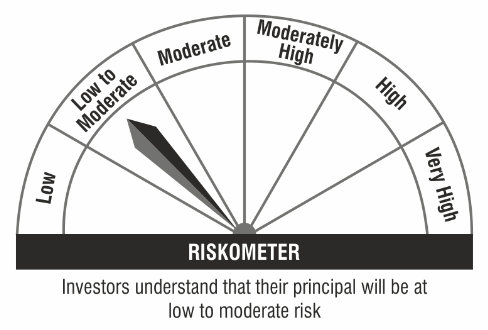 Low
Low to
Moderate
Moderate
Moderately
High
High
Very High
RISKOMETER
Investors understand that their principal will be at
low to moderate risk